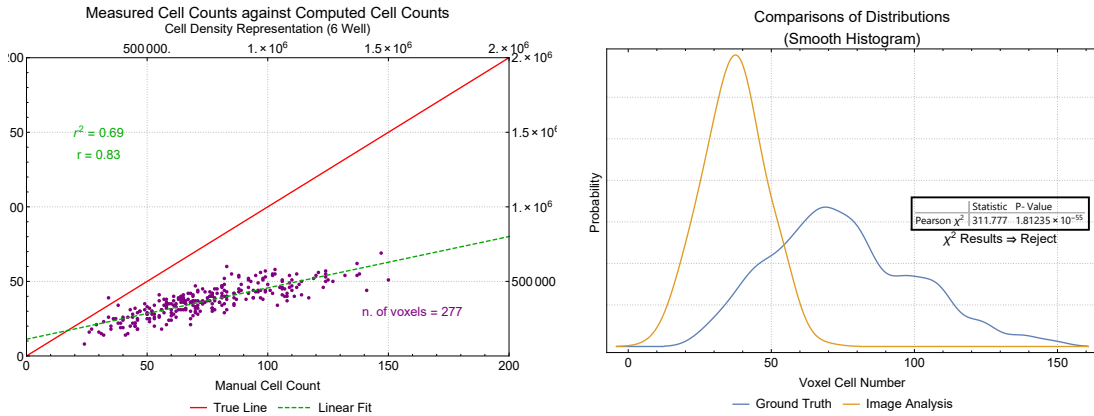 Measured Cell Counts against Computed Cell Counts
Cell Density Representation (6 Well)
500000. 1.×10⁶ 1.5×10⁶ 2.×10⁶
00
r² = 0.69
r = 0.83
50
1.5×10⁶
00
1.×10⁶
50
500000
n. of voxels = 277
0
0 50 100 150 200
Manual Cell Count
True Line Linear Fit
Comparisons of Distributions
(Smooth Histogram)
Probability
Statistic P- Value
Pearson χ² 311.777 1.81235×10⁻⁵⁵
χ² Results ⇒ Reject
0 50 100 150
Voxel Cell Number
Ground Truth Image Analysis